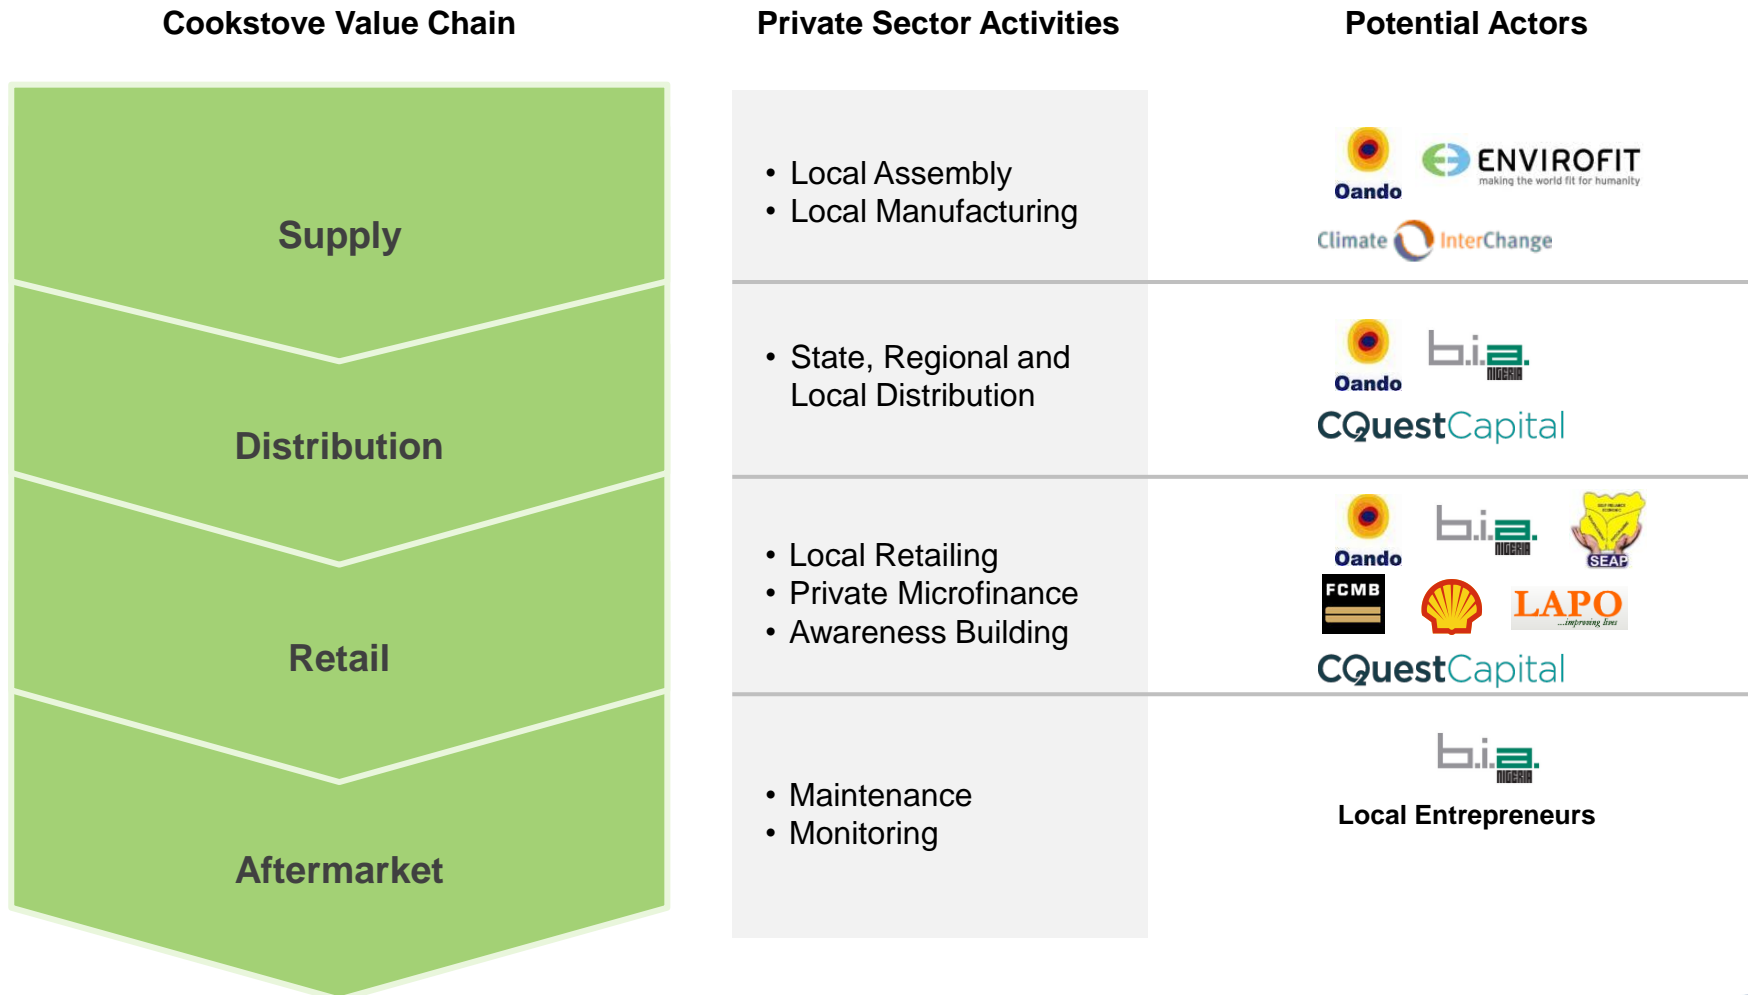 Cookstove Value Chain
Private Sector Activities
Potential Actors
Supply
• Local Assembly
• Local Manufacturing
Oando
ENVIROFIT
making the world fit for humanity
Climate InterChange
Distribution
• State, Regional and
Local Distribution
Oando
b.i.a.
NIGERIA
CQ2uestCapital
Retail
• Local Retailing
• Private Microfinance
• Awareness Building
Oando
b.i.a.
NIGERIA
SEAP
FCMB
LAPO
...improving lives
CQ2uestCapital
Aftermarket
• Maintenance
• Monitoring
b.i.a.
NIGERIA
Local Entrepreneurs